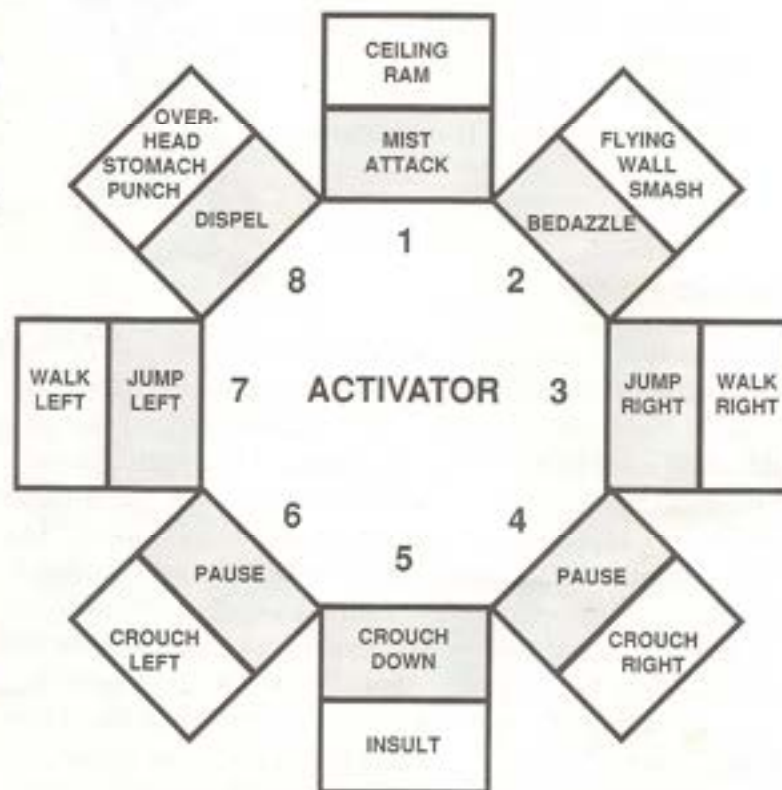 CEILING
RAM
MIST
ATTACK
OVER-
HEAD
STOMACH
PUNCH
DISPEL
FLYING
WALL
SMASH
BEDAZZLE
1
8
2
WALK
LEFT
JUMP
LEFT
7
ACTIVATOR
3
JUMP
RIGHT
WALK
RIGHT
6
5
4
PAUSE
CROUCH
LEFT
CROUCH
DOWN
INSULT
PAUSE
CROUCH
RIGHT